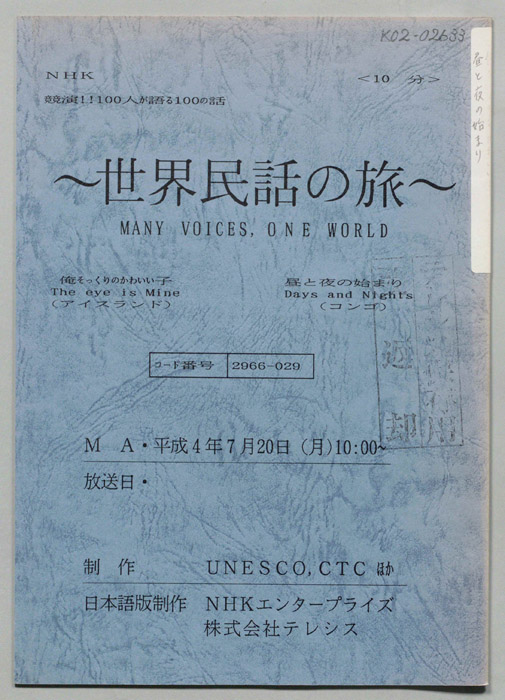 K02-02633
昼と夜の始まり
NHK <10 分>
競演!!100人が語る100の話
～世界民話の旅～
MANY VOICES, ONE WORLD
俺そっくりのかわいい子
The eye is Mine
(アイスランド)
昼と夜の始まり
Days and Night's
(コンゴ)
コード番号 2966-029
M A・平成4年7月20日 (月)10:00~
放送日・
制 作 UNESCO, CTC ほか
日本語版制作 NHKエンタープライズ
株式会社テレシス
返却